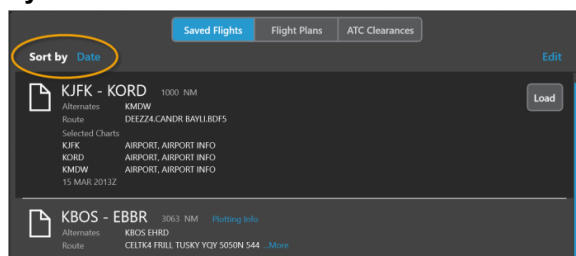 Saved Flights Flight Plans ATC Clearances
Sort by Date Edit
KJFK - KORD 1000 NM Load
Alternates KMDW
Route DEEZZ4.CANDR BAYLI.BDF5
Selected Charts
KJFK AIRPORT, AIRPORT INFO
KORD AIRPORT, AIRPORT INFO
KMDW AIRPORT, AIRPORT INFO
15 MAR 2013Z
KBOS - EBBR 3063 NM Plotting Info
Alternates KBOS EHRD
Route CELTK4 FRILL TUSKY YQY 5050N 544 ...More